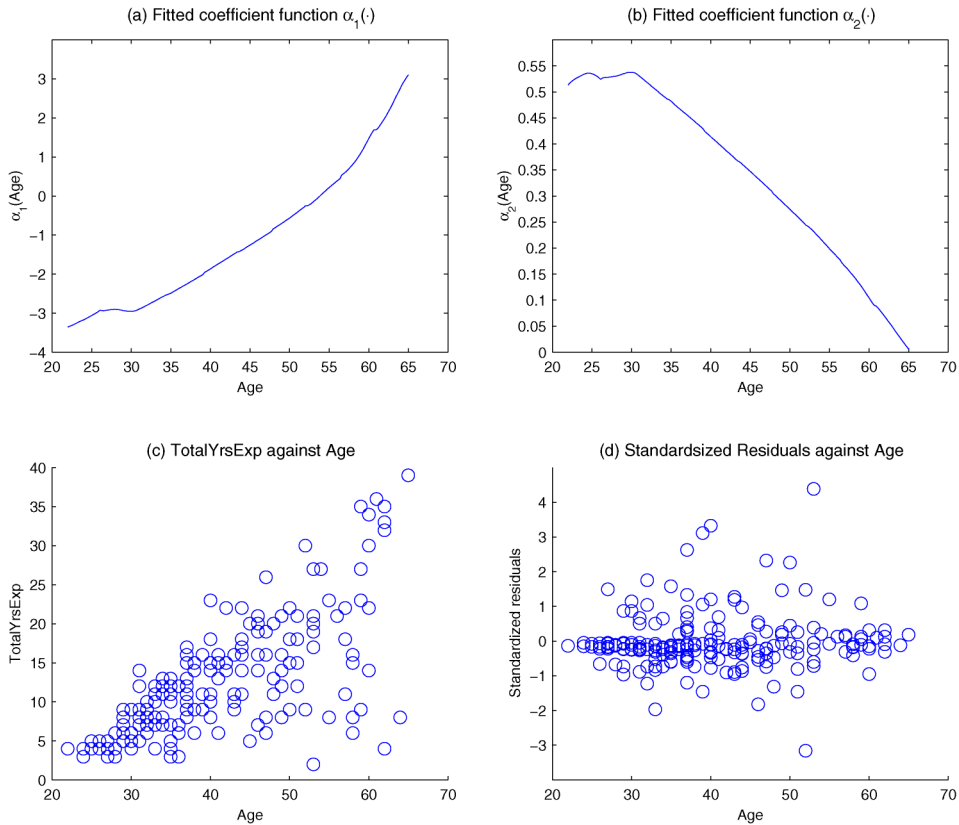 (a) Fitted coefficient function α1(·)
3
2
1
0
−1
−2
−3
−4
20 25 30 35 40 45 50 55 60 65 70
α1(Age)
Age
(b) Fitted coefficient function α2(·)
0.55
0.5
0.45
0.4
0.35
0.3
0.25
0.2
0.15
0.1
0.05
0
20 25 30 35 40 45 50 55 60 65 70
α2(Age)
Age
(c) TotalYrsExp against Age
40
35
30
25
20
15
10
5
0
20 30 40 50 60 70
TotalYrsExp
Age
(d) Standardsized Residuals against Age
4
3
2
1
0
−1
−2
−3
20 30 40 50 60 70
Standardized residuals
Age